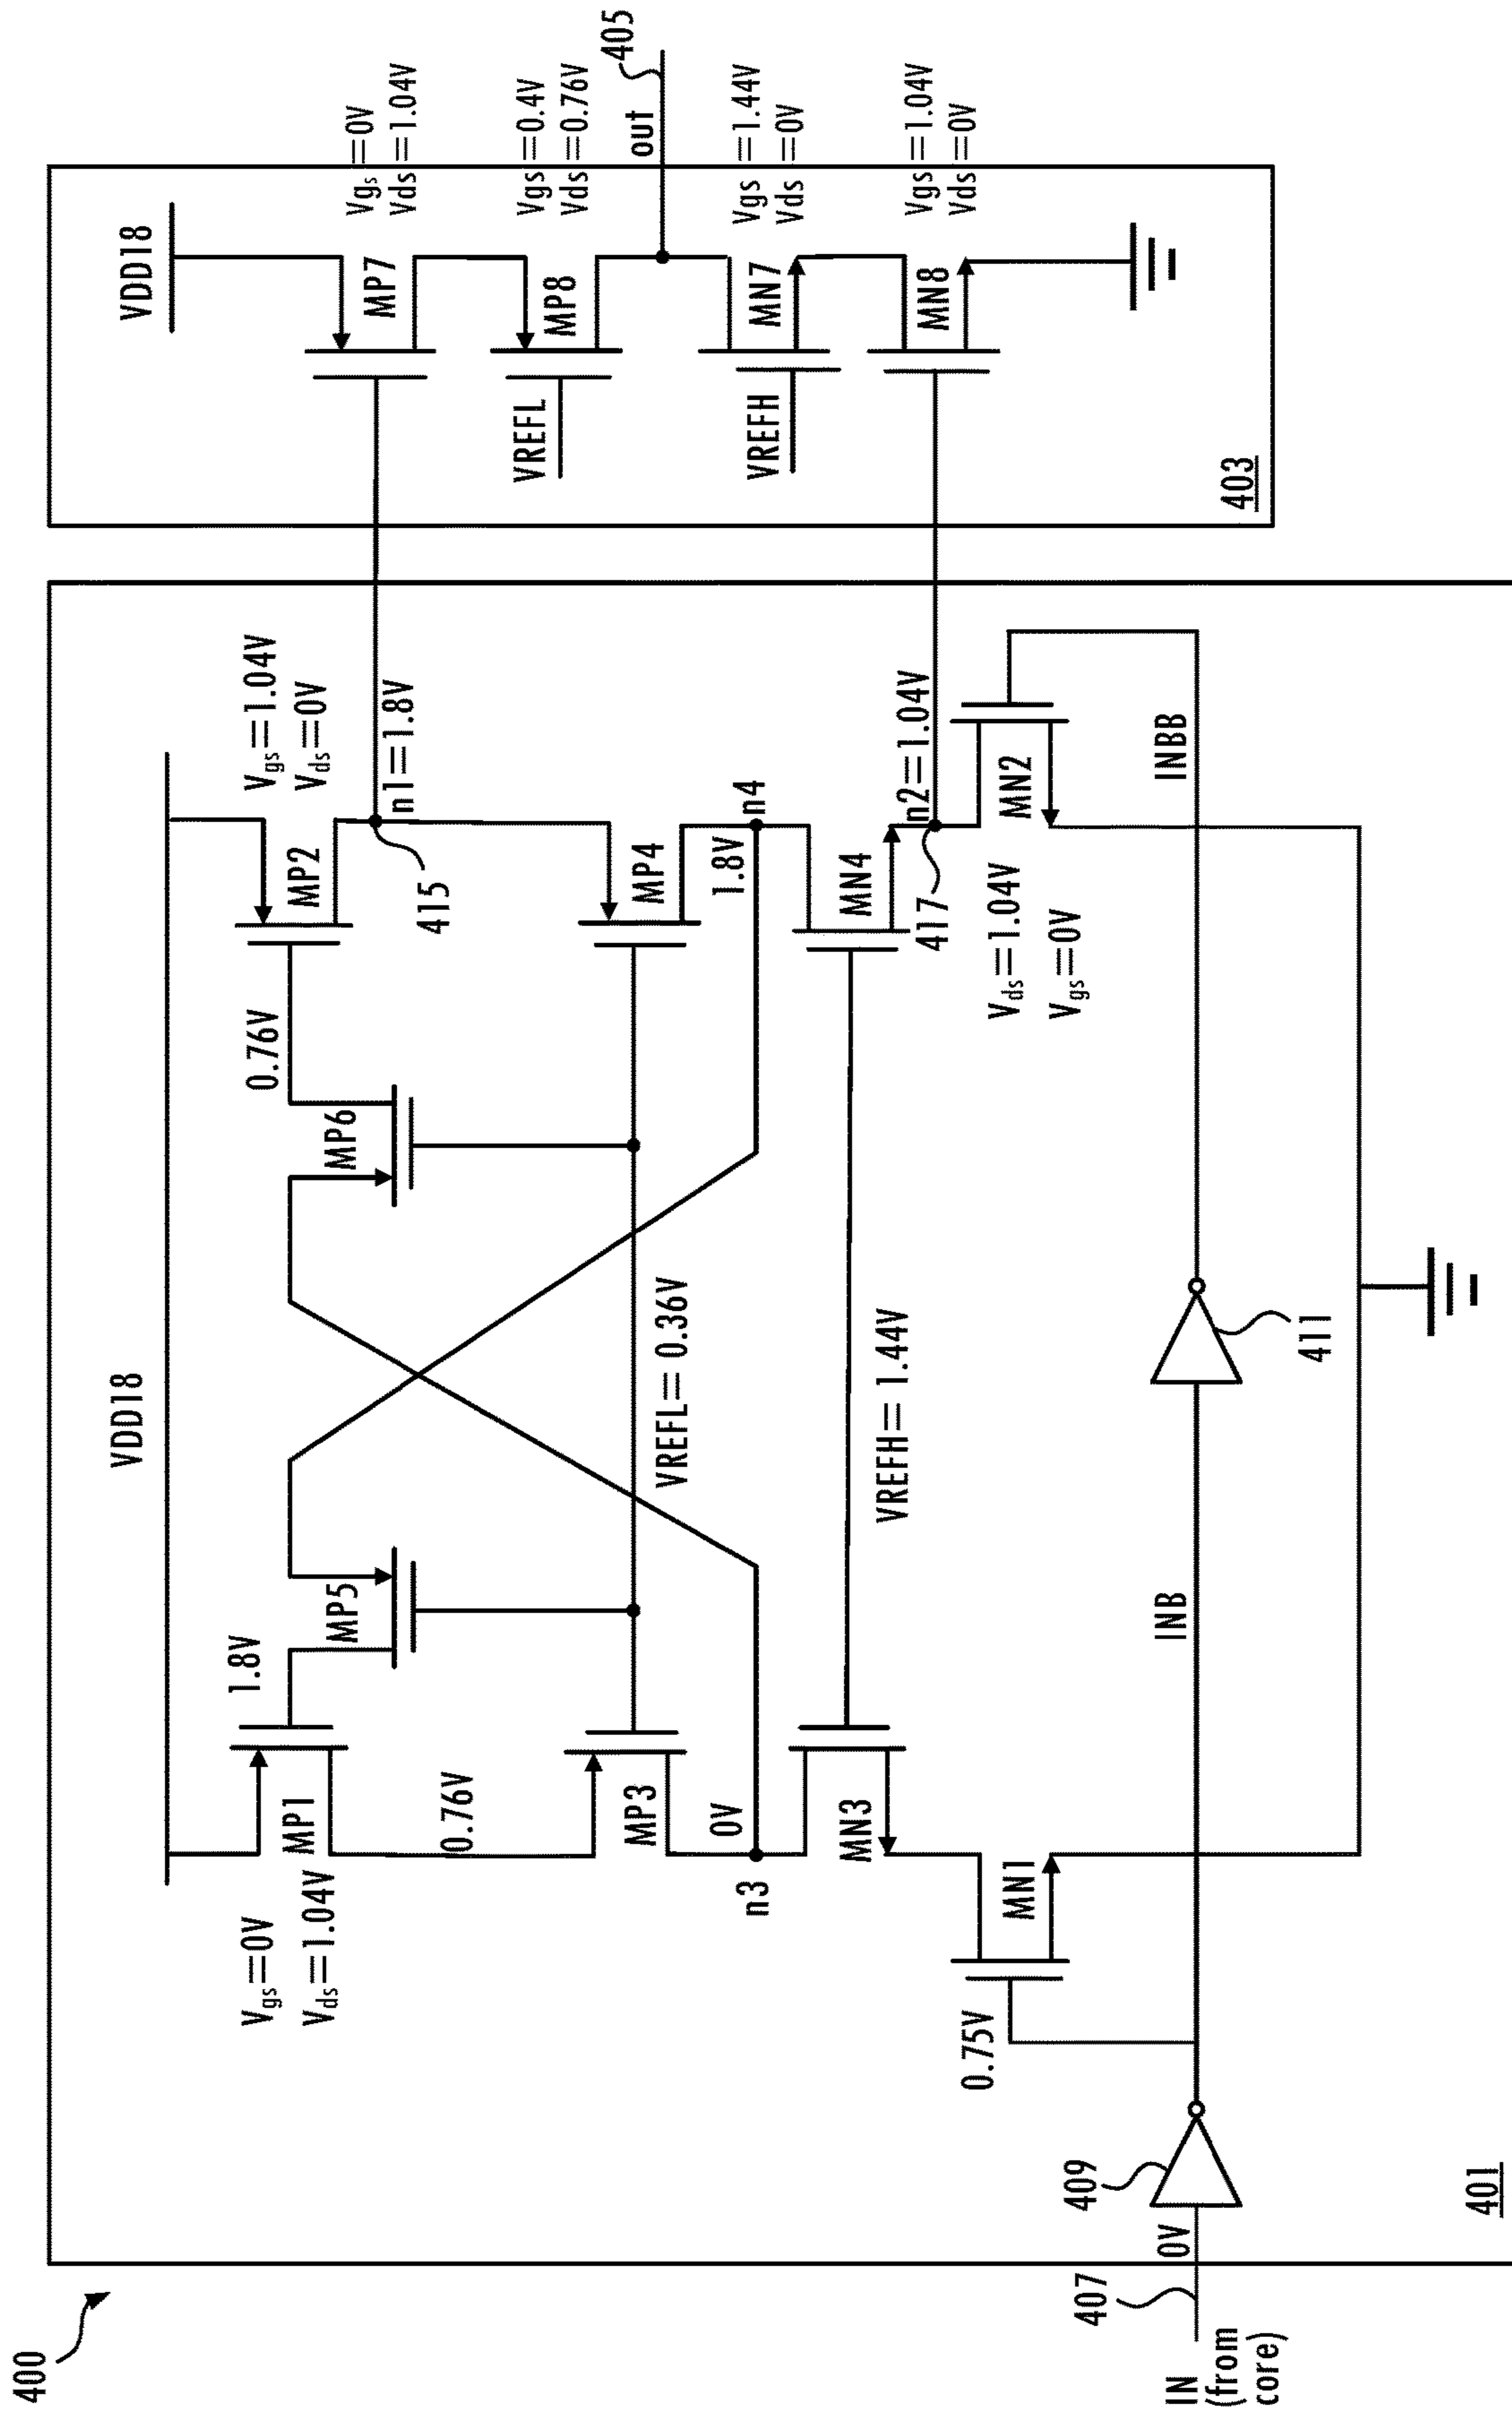 400
VDD18
VDD18
Vgs=0V
Vds=1.04V
1.8V
MP1
MP5
0.76V
MP6
MP2
Vgs=1.04V
Vds=0V
n1=1.8V
415
0.76V
MP3
VREFL= 0.36V
MP4
0V
n3
1.8V
n4
MN3
VREFH= 1.44V
MN4
n2=1.04V
417
0.75V
MN1
Vds=1.04V
Vgs=0V
MN2
IN
(from
core)
407
0V
409
INB
411
INBB
401
MP7
Vgs=0V
Vds=1.04V
VREFL
MP8
Vgs=0.4V
Vds=0.76V
out
405
VREFH
MN7
Vgs=1.44V
Vds=0V
MN8
Vgs=1.04V
Vds=0V
403